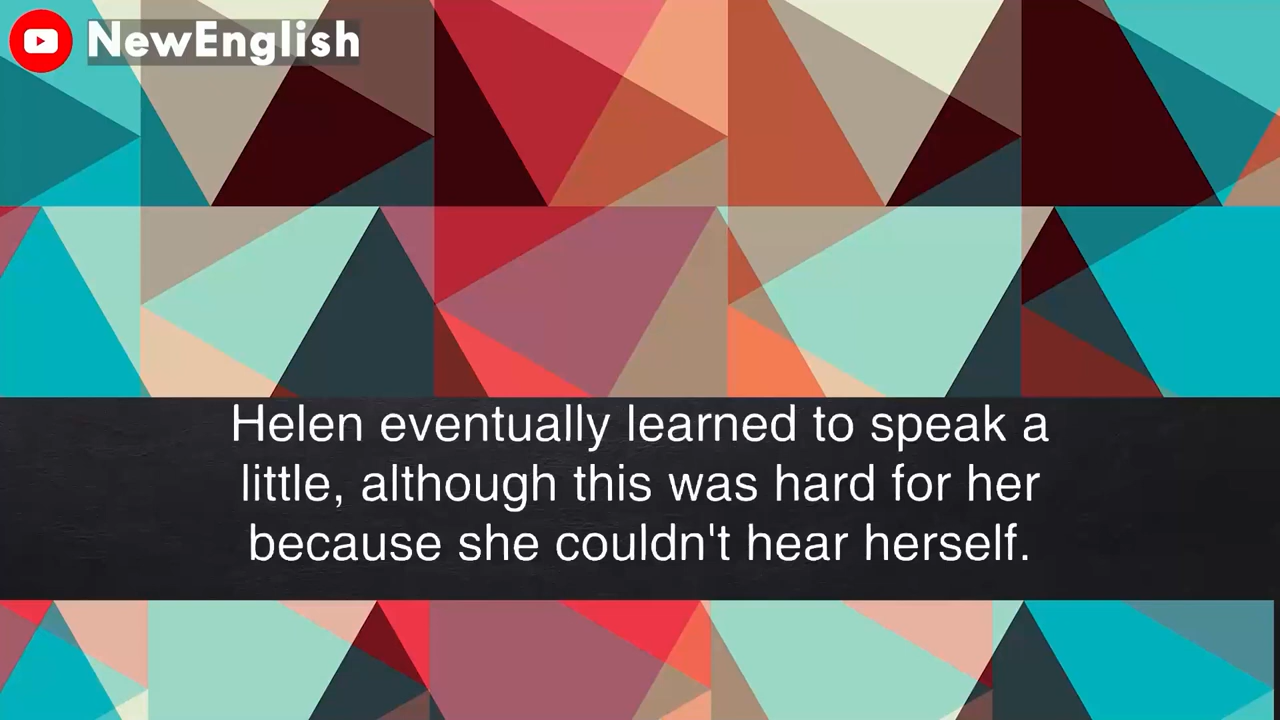 NewEnglish
Helen eventually learned to speak a
little, although this was hard for her
because she couldn't hear herself.